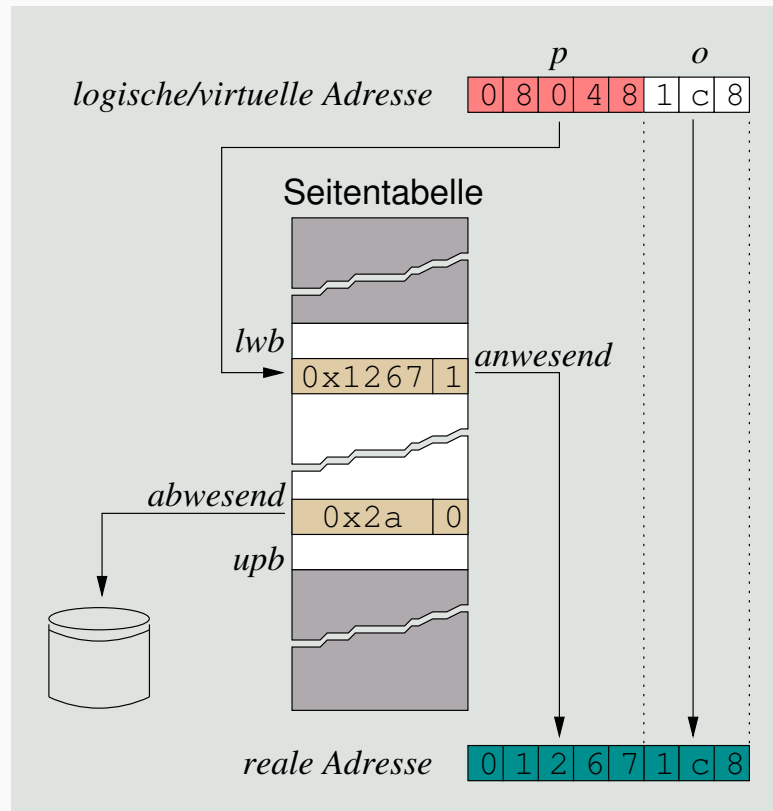 p o
logische/virtuelle Adresse 0 8 0 4 8 1 c 8
Seitentabelle
lwb
0x1267 1 anwesend
abwesend
0x2a 0
upb
reale Adresse 0 1 2 6 7 1 c 8